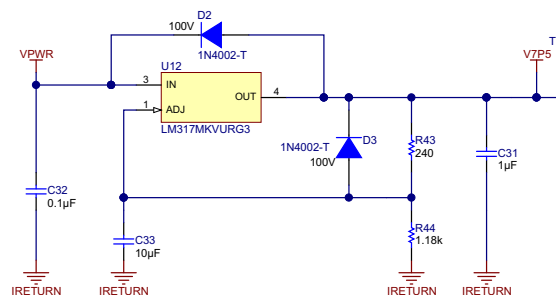 D2
100V
1N4002-T
T
VPWR
V7P5
U12
3
IN
OUT
4
1
ADJ
LM317MKVURG3
1N4002-T
D3
100V
R43
240
C31
1µF
C32
0.1µF
C33
10µF
R44
1.18k
IRETURN
IRETURN
IRETURN
IRETURN